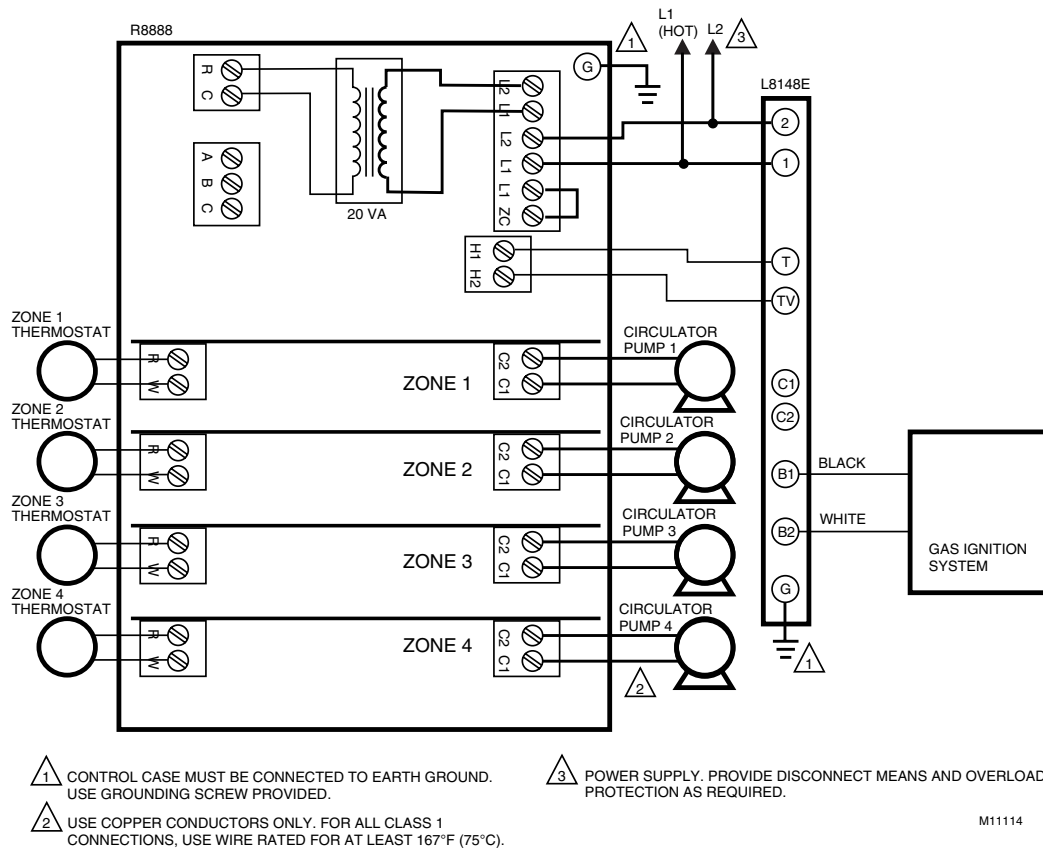 R8888
L1
(HOT)
L2
1
3
L8148E
G
R
C
A
B
C
20 VA
L2
L1
L2
L1
L1
ZC
H1
H2
2
1
T
TV
C1
C2
B1
B2
G
1
BLACK
WHITE
GAS IGNITION
SYSTEM
ZONE 1
THERMOSTAT
R
W
ZONE 1
C2
C1
CIRCULATOR
PUMP 1
ZONE 2
THERMOSTAT
R
W
ZONE 2
C2
C1
CIRCULATOR
PUMP 2
ZONE 3
THERMOSTAT
R
W
ZONE 3
C2
C1
CIRCULATOR
PUMP 3
ZONE 4
THERMOSTAT
R
W
ZONE 4
C2
C1
CIRCULATOR
PUMP 4
2
1 CONTROL CASE MUST BE CONNECTED TO EARTH GROUND.
USE GROUNDING SCREW PROVIDED.
2 USE COPPER CONDUCTORS ONLY. FOR ALL CLASS 1
CONNECTIONS, USE WIRE RATED FOR AT LEAST 167°F (75°C).
3 POWER SUPPLY. PROVIDE DISCONNECT MEANS AND OVERLOAD
PROTECTION AS REQUIRED.
M11114